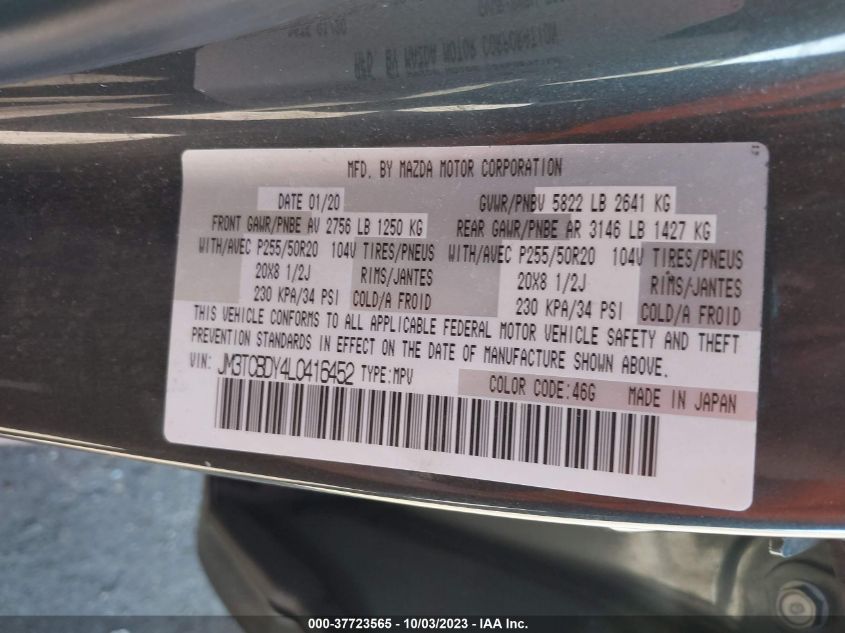 MFD. BY MAZDA MOTOR CORPORATION
MFD. BY MAZDA MOTOR CORPORATION
DATE 01/20 GVWR/PNBV 5822 LB 2641 KG
FRONT GAWR/PNBE AV 2756 LB 1250 KG REAR GAWR/PNBE AR 3146 LB 1427 KG
WITH/AVEC P255/50R20 104V TIRES/PNEUS WITH/AVEC P255/50R20 104V TIRES/PNEUS
20X8 1/2J RIMS/JANTES 20X8 1/2J RIMS/JANTES
230 KPA/34 PSI COLD/A FROID 230 KPA/34 PSI COLD/A FROID
THIS VEHICLE CONFORMS TO ALL APPLICABLE FEDERAL MOTOR VEHICLE SAFETY AND THEFT
PREVENTION STANDARDS IN EFFECT ON THE DATE OF MANUFACTURE SHOWN ABOVE.
VIN: JM3TCBDY4L0416452 TYPE:MPV COLOR CODE:46G MADE IN JAPAN
000-37723565 - 10/03/2023 - IAA Inc.